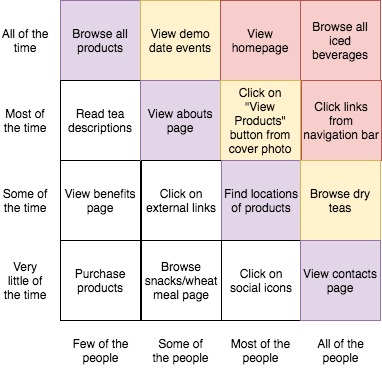 All of the
time
Browse all
products
View demo
date events
View
homepage
Browse all
iced
beverages
Most of
the time
Read tea
descriptions
View abouts
page
Click on
"View
Products"
button from
cover photo
Click links
from
navigation bar
Some of
the time
View benefits
page
Click on
external links
Find locations
of products
Browse dry
teas
Very
little of
the time
Purchase
products
Browse
snacks/wheat
meal page
Click on
social icons
View contacts
page
Few of the
people
Some of
the people
Most of the
people
All of the
people